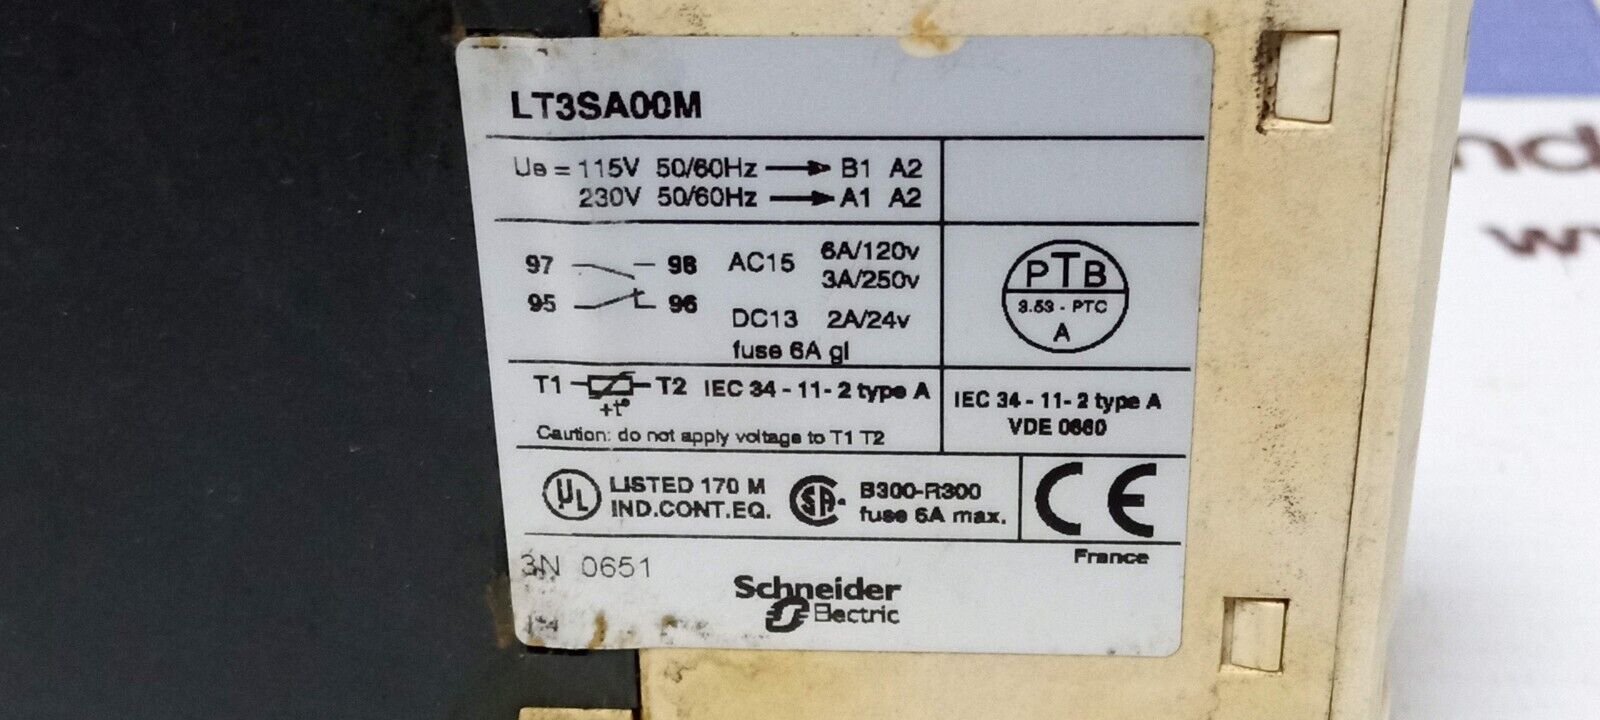 LT3SA00M
Ue = 115V 50/60Hz → B1 A2
230V 50/60Hz → A1 A2
97 98 AC15 6A/120v
3A/250v
95 96 DC13 2A/24v
fuse 6A gl
PTB
3.53 - PTC
A
T1 T2 IEC 34 - 11- 2 type A
+t°
Caution: do not apply voltage to T1 T2
IEC 34 - 11- 2 type A
VDE 0660
UL LISTED 170 M
IND.CONT.EQ.
SA B300-R300
fuse 6A max.
CE
France
3N 0651
Schneider
Electric